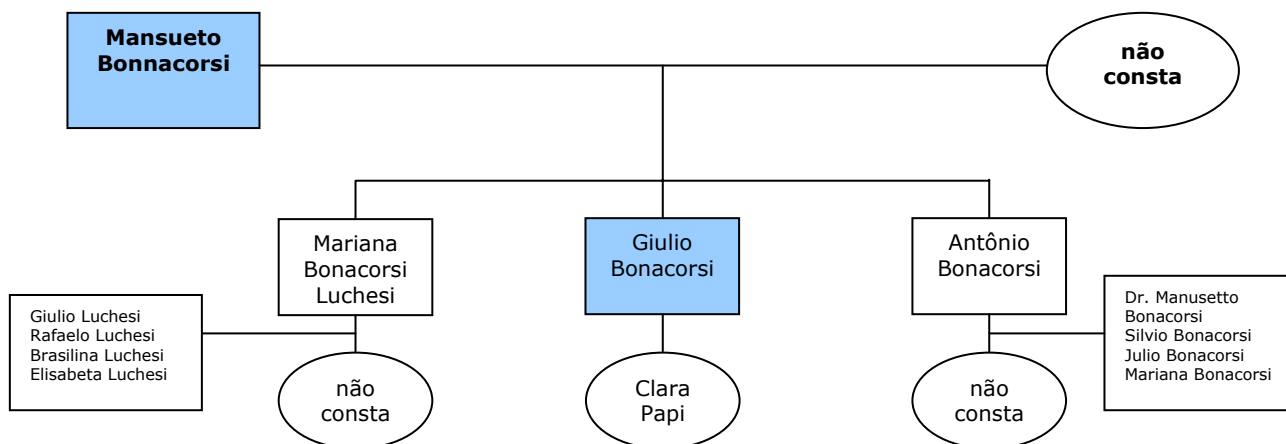 Mansueto
Bonnacorsi
não
consta
Mariana
Bonacorsi
Luchesi
Giulio
Bonacorsi
Antônio
Bonacorsi
Giulio Luchesi
Rafaelo Luchesi
Brasilina Luchesi
Elisabeta Luchesi
Dr. Manusetto
Bonacorsi
Silvio Bonacorsi
Julio Bonacorsi
Mariana Bonacorsi
não
consta
Clara
Papi
não
consta